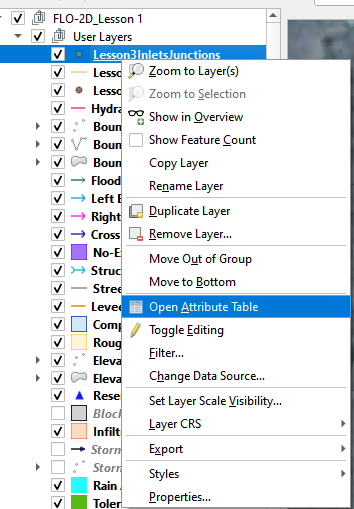 FLO-2D_Lesson 1
User Layers
Lesson3InletsJunctions
Lesso
Lesso
Hydra
Boun
Boun
Boun
Flood
Left B
Right
Cross
No-Ex
Struc
Stree
Levee
Comp
Roug
Eleva
Eleva
Reser
Block
Infiltr
Storm
Storm
Rain A
Toler
Zoom to Layer(s)
Zoom to Selection
Show in Overview
Show Feature Count
Copy Layer
Rename Layer
Duplicate Layer
Remove Layer...
Move Out of Group
Move to Bottom
Open Attribute Table
Toggle Editing
Filter...
Change Data Source...
Set Layer Scale Visibility...
Layer CRS
Export
Styles
Properties...